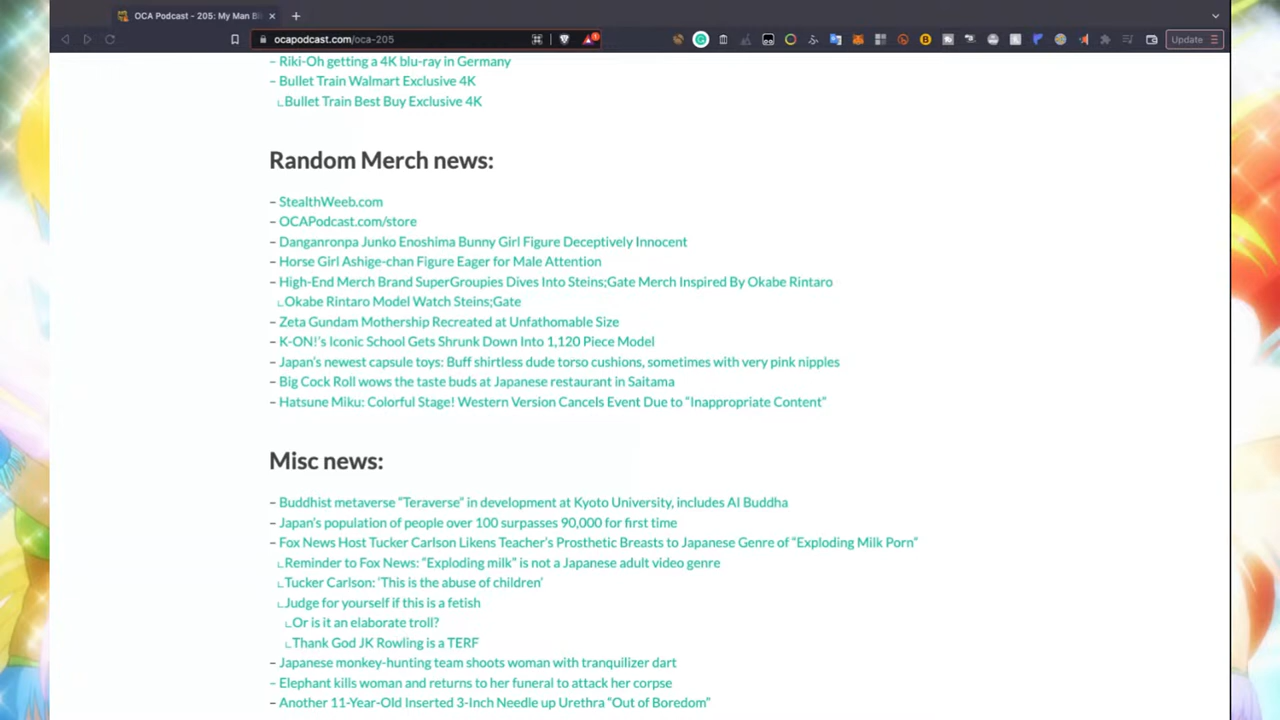 OCA Podcast - 205: My Man B
ocapodcast.com/oca-205
Update
– Riki-Oh getting a 4K blu-ray in Germany
– Bullet Train Walmart Exclusive 4K
∟Bullet Train Best Buy Exclusive 4K
Random Merch news:
– StealthWeeb.com
– OCAPodcast.com/store
– Danganronpa Junko Enoshima Bunny Girl Figure Deceptively Innocent
– Horse Girl Ashige-chan Figure Eager for Male Attention
– High-End Merch Brand SuperGroupies Dives Into Steins;Gate Merch Inspired By Okabe Rintaro
∟Okabe Rintaro Model Watch Steins;Gate
– Zeta Gundam Mothership Recreated at Unfathomable Size
– K-ON!’s Iconic School Gets Shrunk Down Into 1,120 Piece Model
– Japan’s newest capsule toys: Buff shirtless dude torso cushions, sometimes with very pink nipples
– Big Cock Roll wows the taste buds at Japanese restaurant in Saitama
– Hatsune Miku: Colorful Stage! Western Version Cancels Event Due to “Inappropriate Content”
Misc news:
– Buddhist metaverse “Teraverse” in development at Kyoto University, includes AI Buddha
– Japan’s population of people over 100 surpasses 90,000 for first time
– Fox News Host Tucker Carlson Likens Teacher’s Prosthetic Breasts to Japanese Genre of “Exploding Milk Porn”
∟Reminder to Fox News: “Exploding milk” is not a Japanese adult video genre
∟Tucker Carlson: ‘This is the abuse of children’
∟Judge for yourself if this is a fetish
∟Or is it an elaborate troll?
∟Thank God JK Rowling is a TERF
– Japanese monkey-hunting team shoots woman with tranquilizer dart
– Elephant kills woman and returns to her funeral to attack her corpse
– Another 11-Year-Old Inserted 3-Inch Needle up Urethra “Out of Boredom”